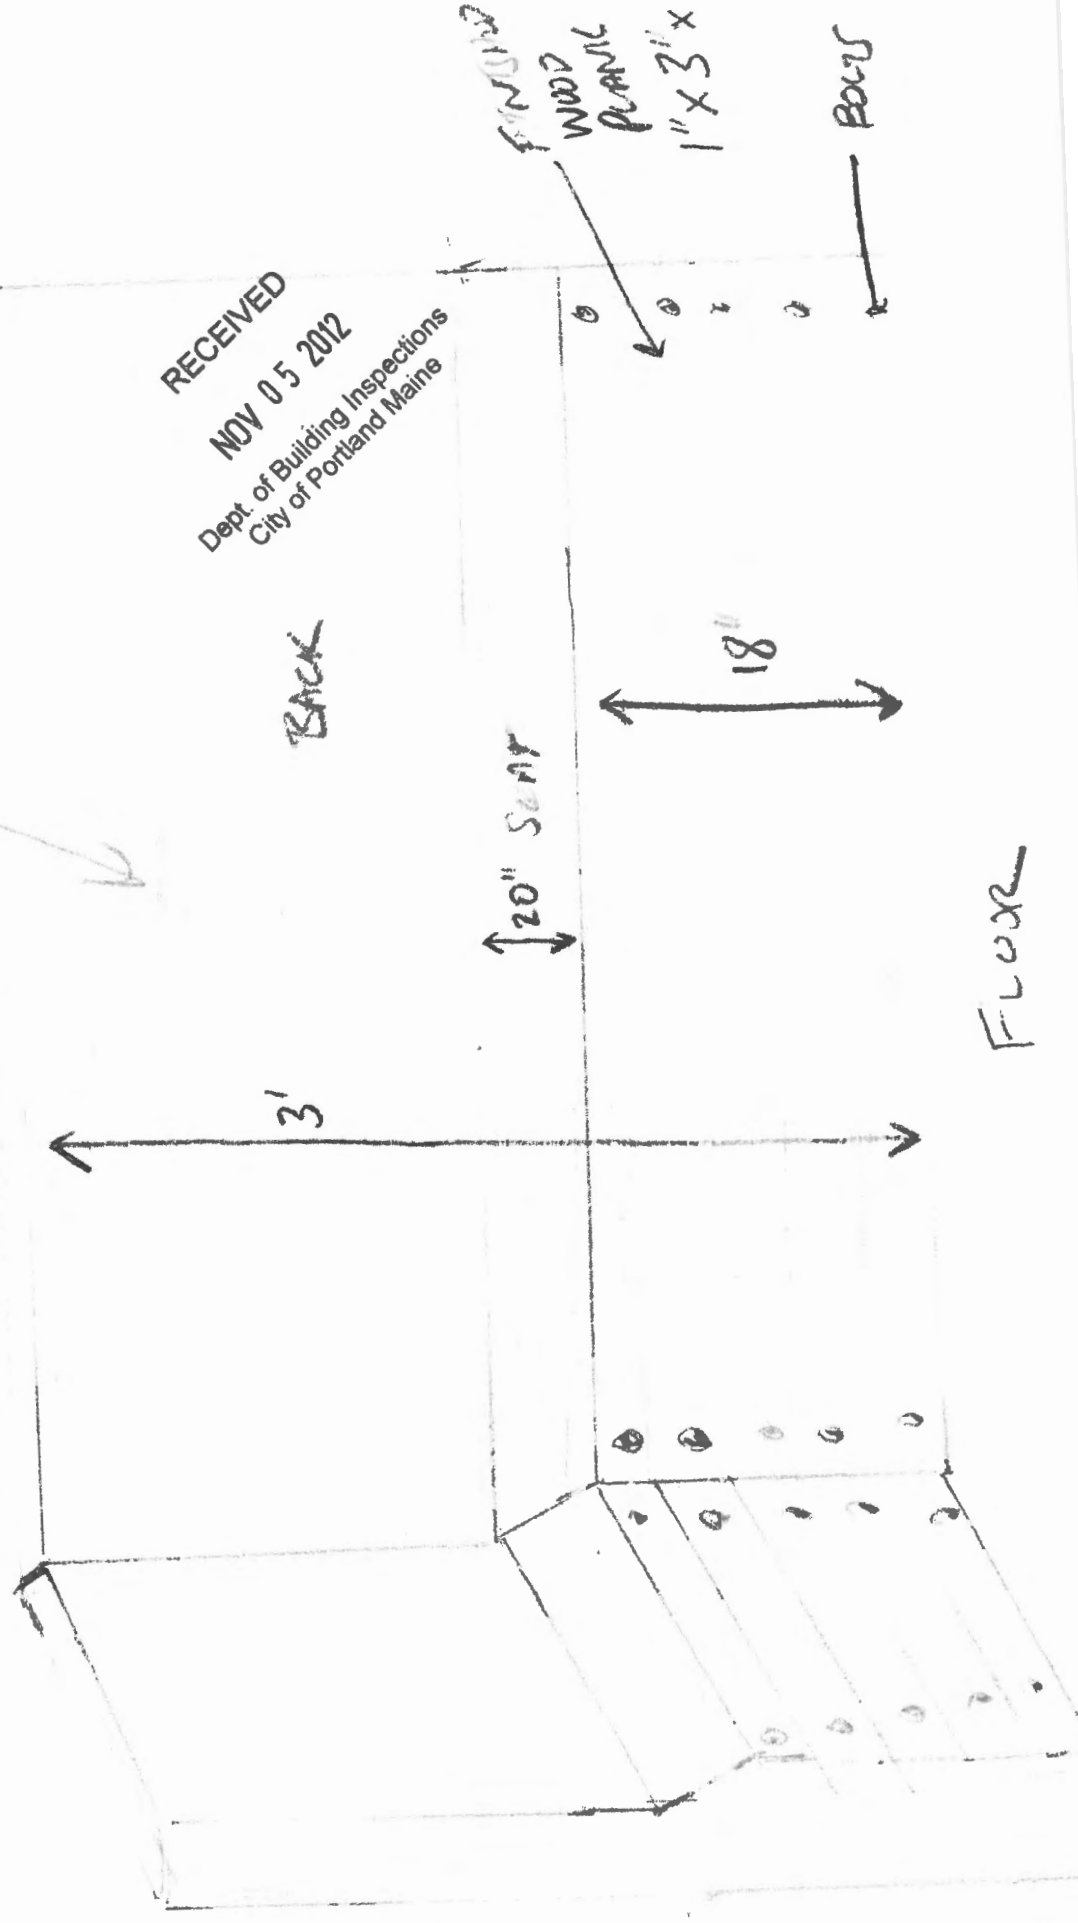 RECEIVED
NOV 05 2012
Dept. of Building Inspections
City of Portland Maine
FINISHED
WOOD
PLANK
1" X 3" X
BOLTS
BACK
20" SEAT
18"
3'
FLOOR